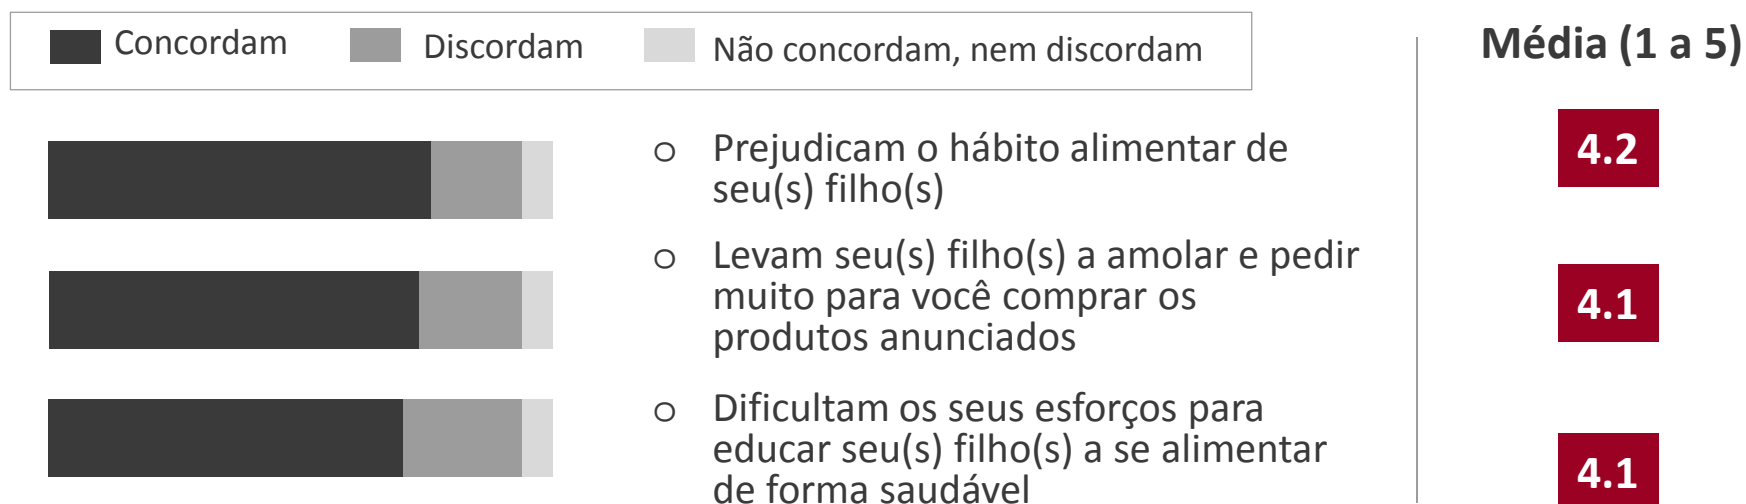 Concordam
Discordam
Não concordam, nem discordam
Média (1 a 5)
o Prejudicam o hábito alimentar de
seu(s) filho(s)
4.2
o Levam seu(s) filho(s) a amolar e pedir
muito para você comprar os
produtos anunciados
4.1
o Dificultam os seus esforços para
educar seu(s) filho(s) a se alimentar
de forma saudável
4.1